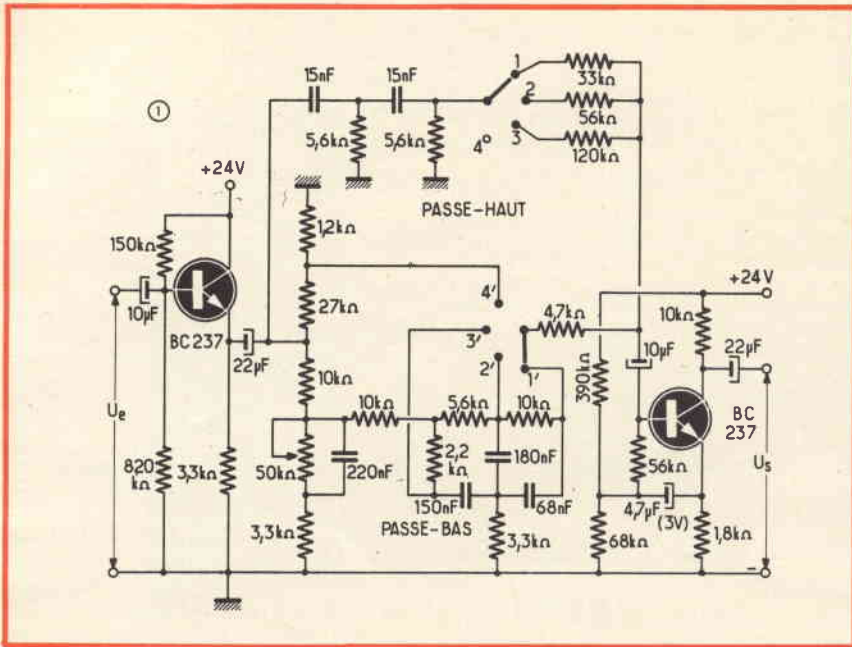 ①
15nF
15nF
1
33kΩ
2
56kΩ
3
120kΩ
4
5,6kΩ
5,6kΩ
+24V
PASSE-HAUT
1,2kΩ
150kΩ
+24V
4'
27kΩ
4,7kΩ
10kΩ
10µF
BC237
22µF
3'
10µF
22µF
2'
1'
390kΩ
10kΩ
Ue
10kΩ
5,6kΩ
10kΩ
BC
237
50kΩ
220nF
2,2
kΩ
180nF
56kΩ
Us
820
kΩ
3,3kΩ
150nF
68nF
4,7µF
(3V)
PASSE-BAS
3,3kΩ
3,3kΩ
68kΩ
1,8kΩ
-